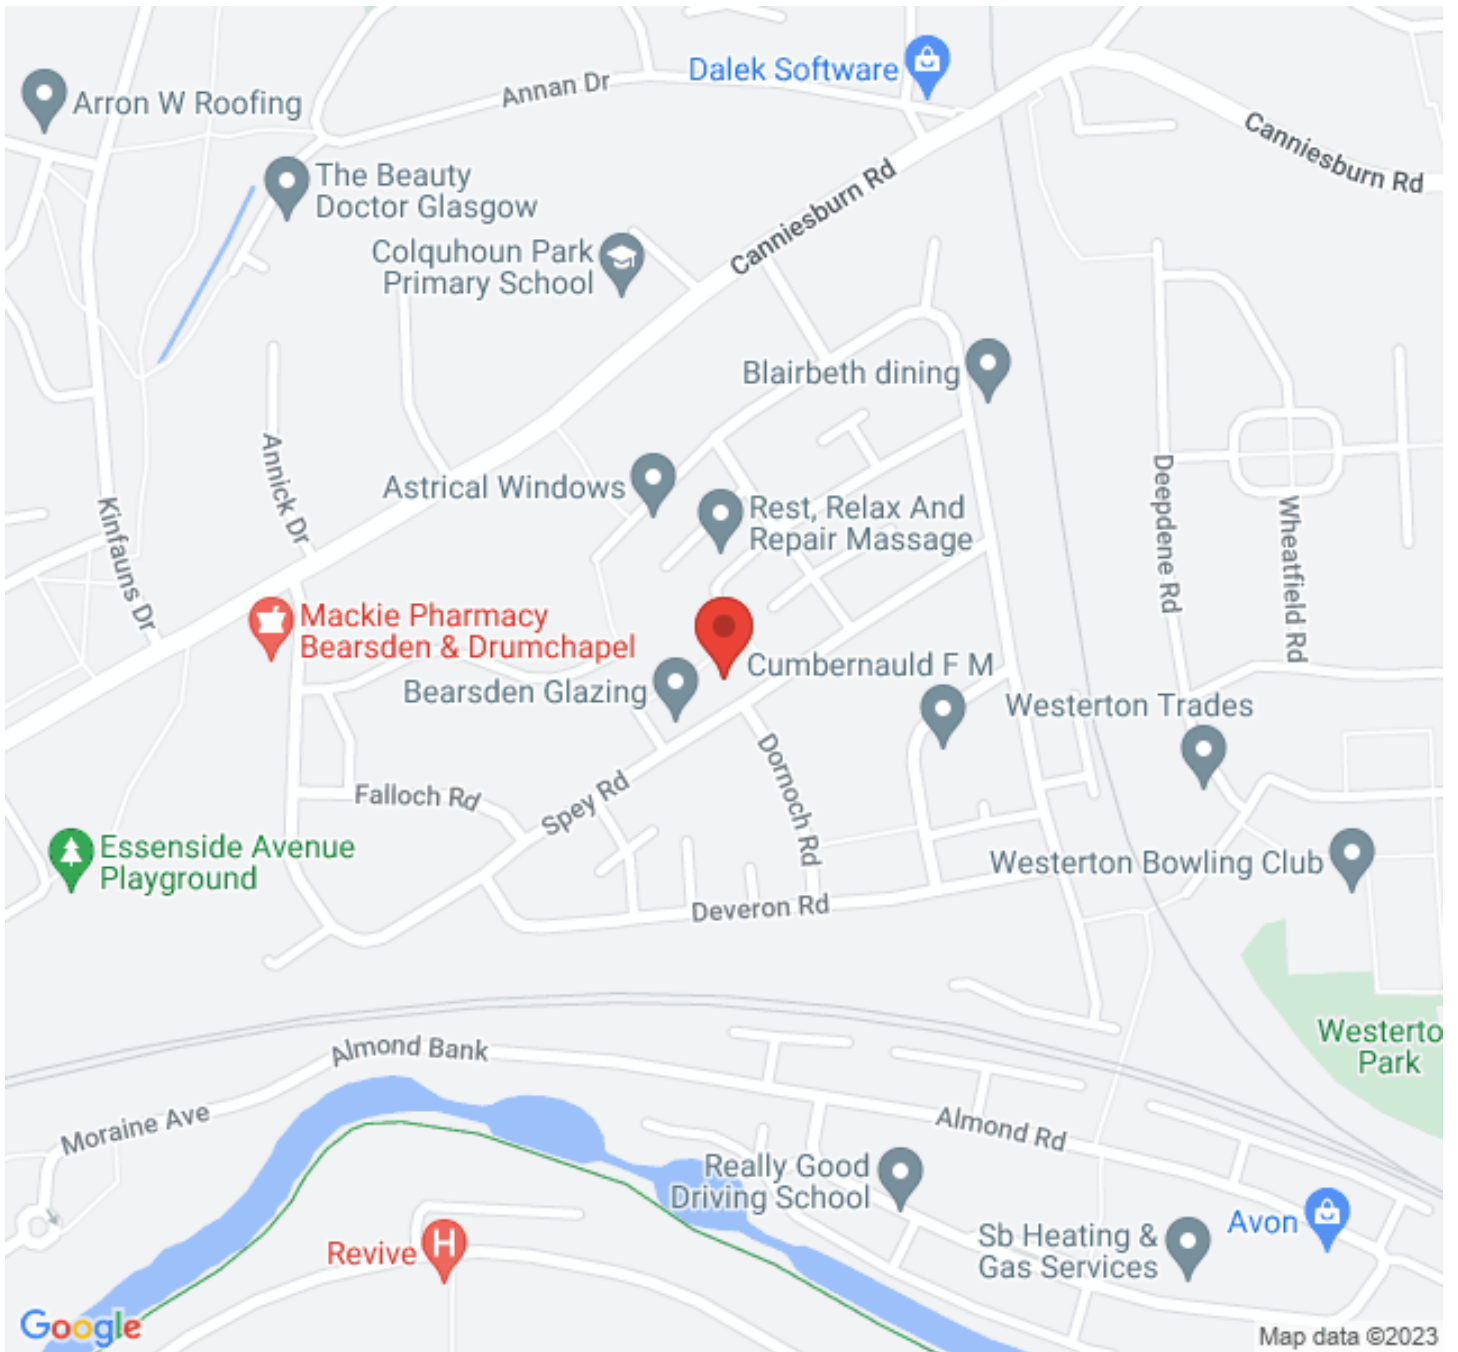 Dalek Software
Annan Dr
Arron W Roofing
Canniesburn Rd
The Beauty
Doctor Glasgow
Canniesburn Rd
Colquhoun Park
Primary School
Blairbeth dining
Annick Dr
Astrical Windows
Rest, Relax And
Repair Massage
Kinfauns Dr
Deepdene Rd
Wheatfield Rd
Mackie Pharmacy
Bearsden & Drumchapel
Cumbernauld F M
Bearsden Glazing
Westerton Trades
Falloch Rd
Spey Rd
Dornoch Rd
Essenside Avenue
Playground
Westerton Bowling Club
Deveron Rd
Westerto
Park
Almond Bank
Moraine Ave
Almond Rd
Really Good
Driving School
Avon
Sb Heating &
Gas Services
Revive
H
Google
Map data ©2023